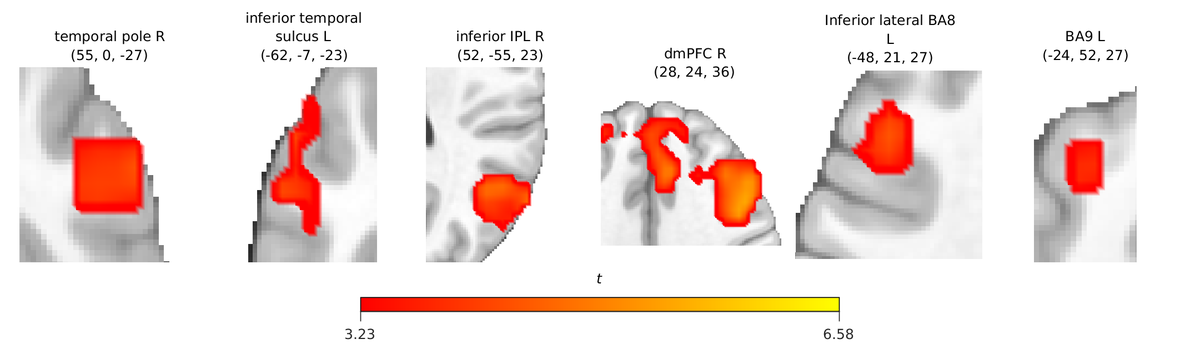 temporal pole R
(55, 0, -27)
inferior temporal
sulcus L
(-62, -7, -23)
inferior IPL R
(52, -55, 23)
dmPFC R
(28, 24, 36)
Inferior lateral BA8
L
(-48, 21, 27)
BA9 L
(-24, 52, 27)
t
3.23
6.58